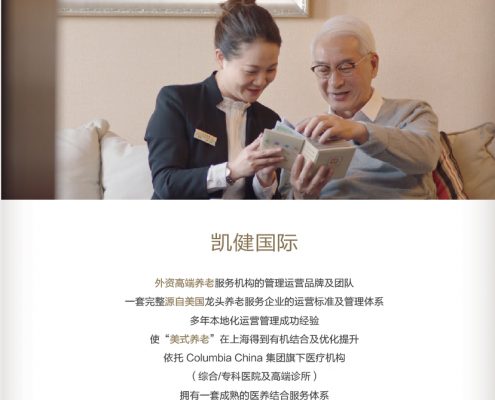 凯健国际
外资高端养老服务机构的管理运营品牌及团队
一套完整源自美国龙头养老服务企业的运营标准及管理体系
多年本地化运营管理成功经验
使“美式养老”在上海得到有机结合及优化提升
依托 Columbia China 集团旗下医疗机构
（综合/专科医院及高端诊所）
拥有一套成熟的医养结合服务体系